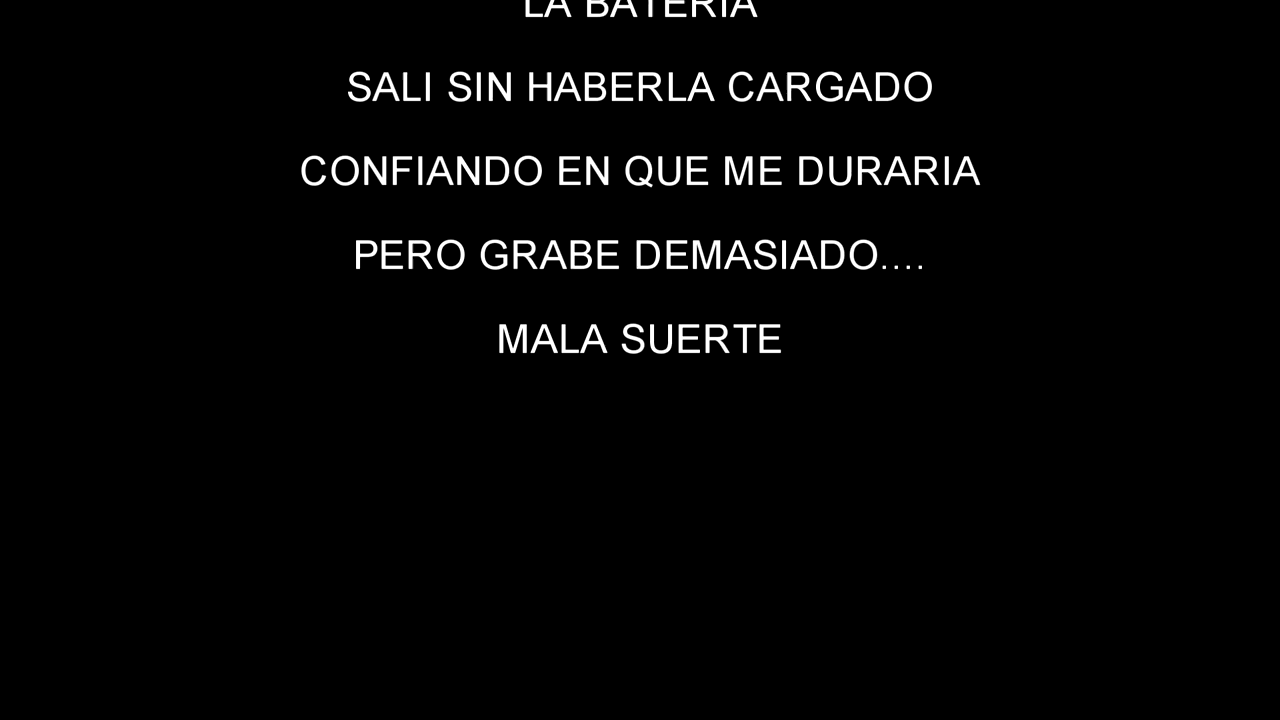 LA BATERIA
SALI SIN HABERLA CARGADO
CONFIANDO EN QUE ME DURARIA
PERO GRABE DEMASIADO....
MALA SUERTE